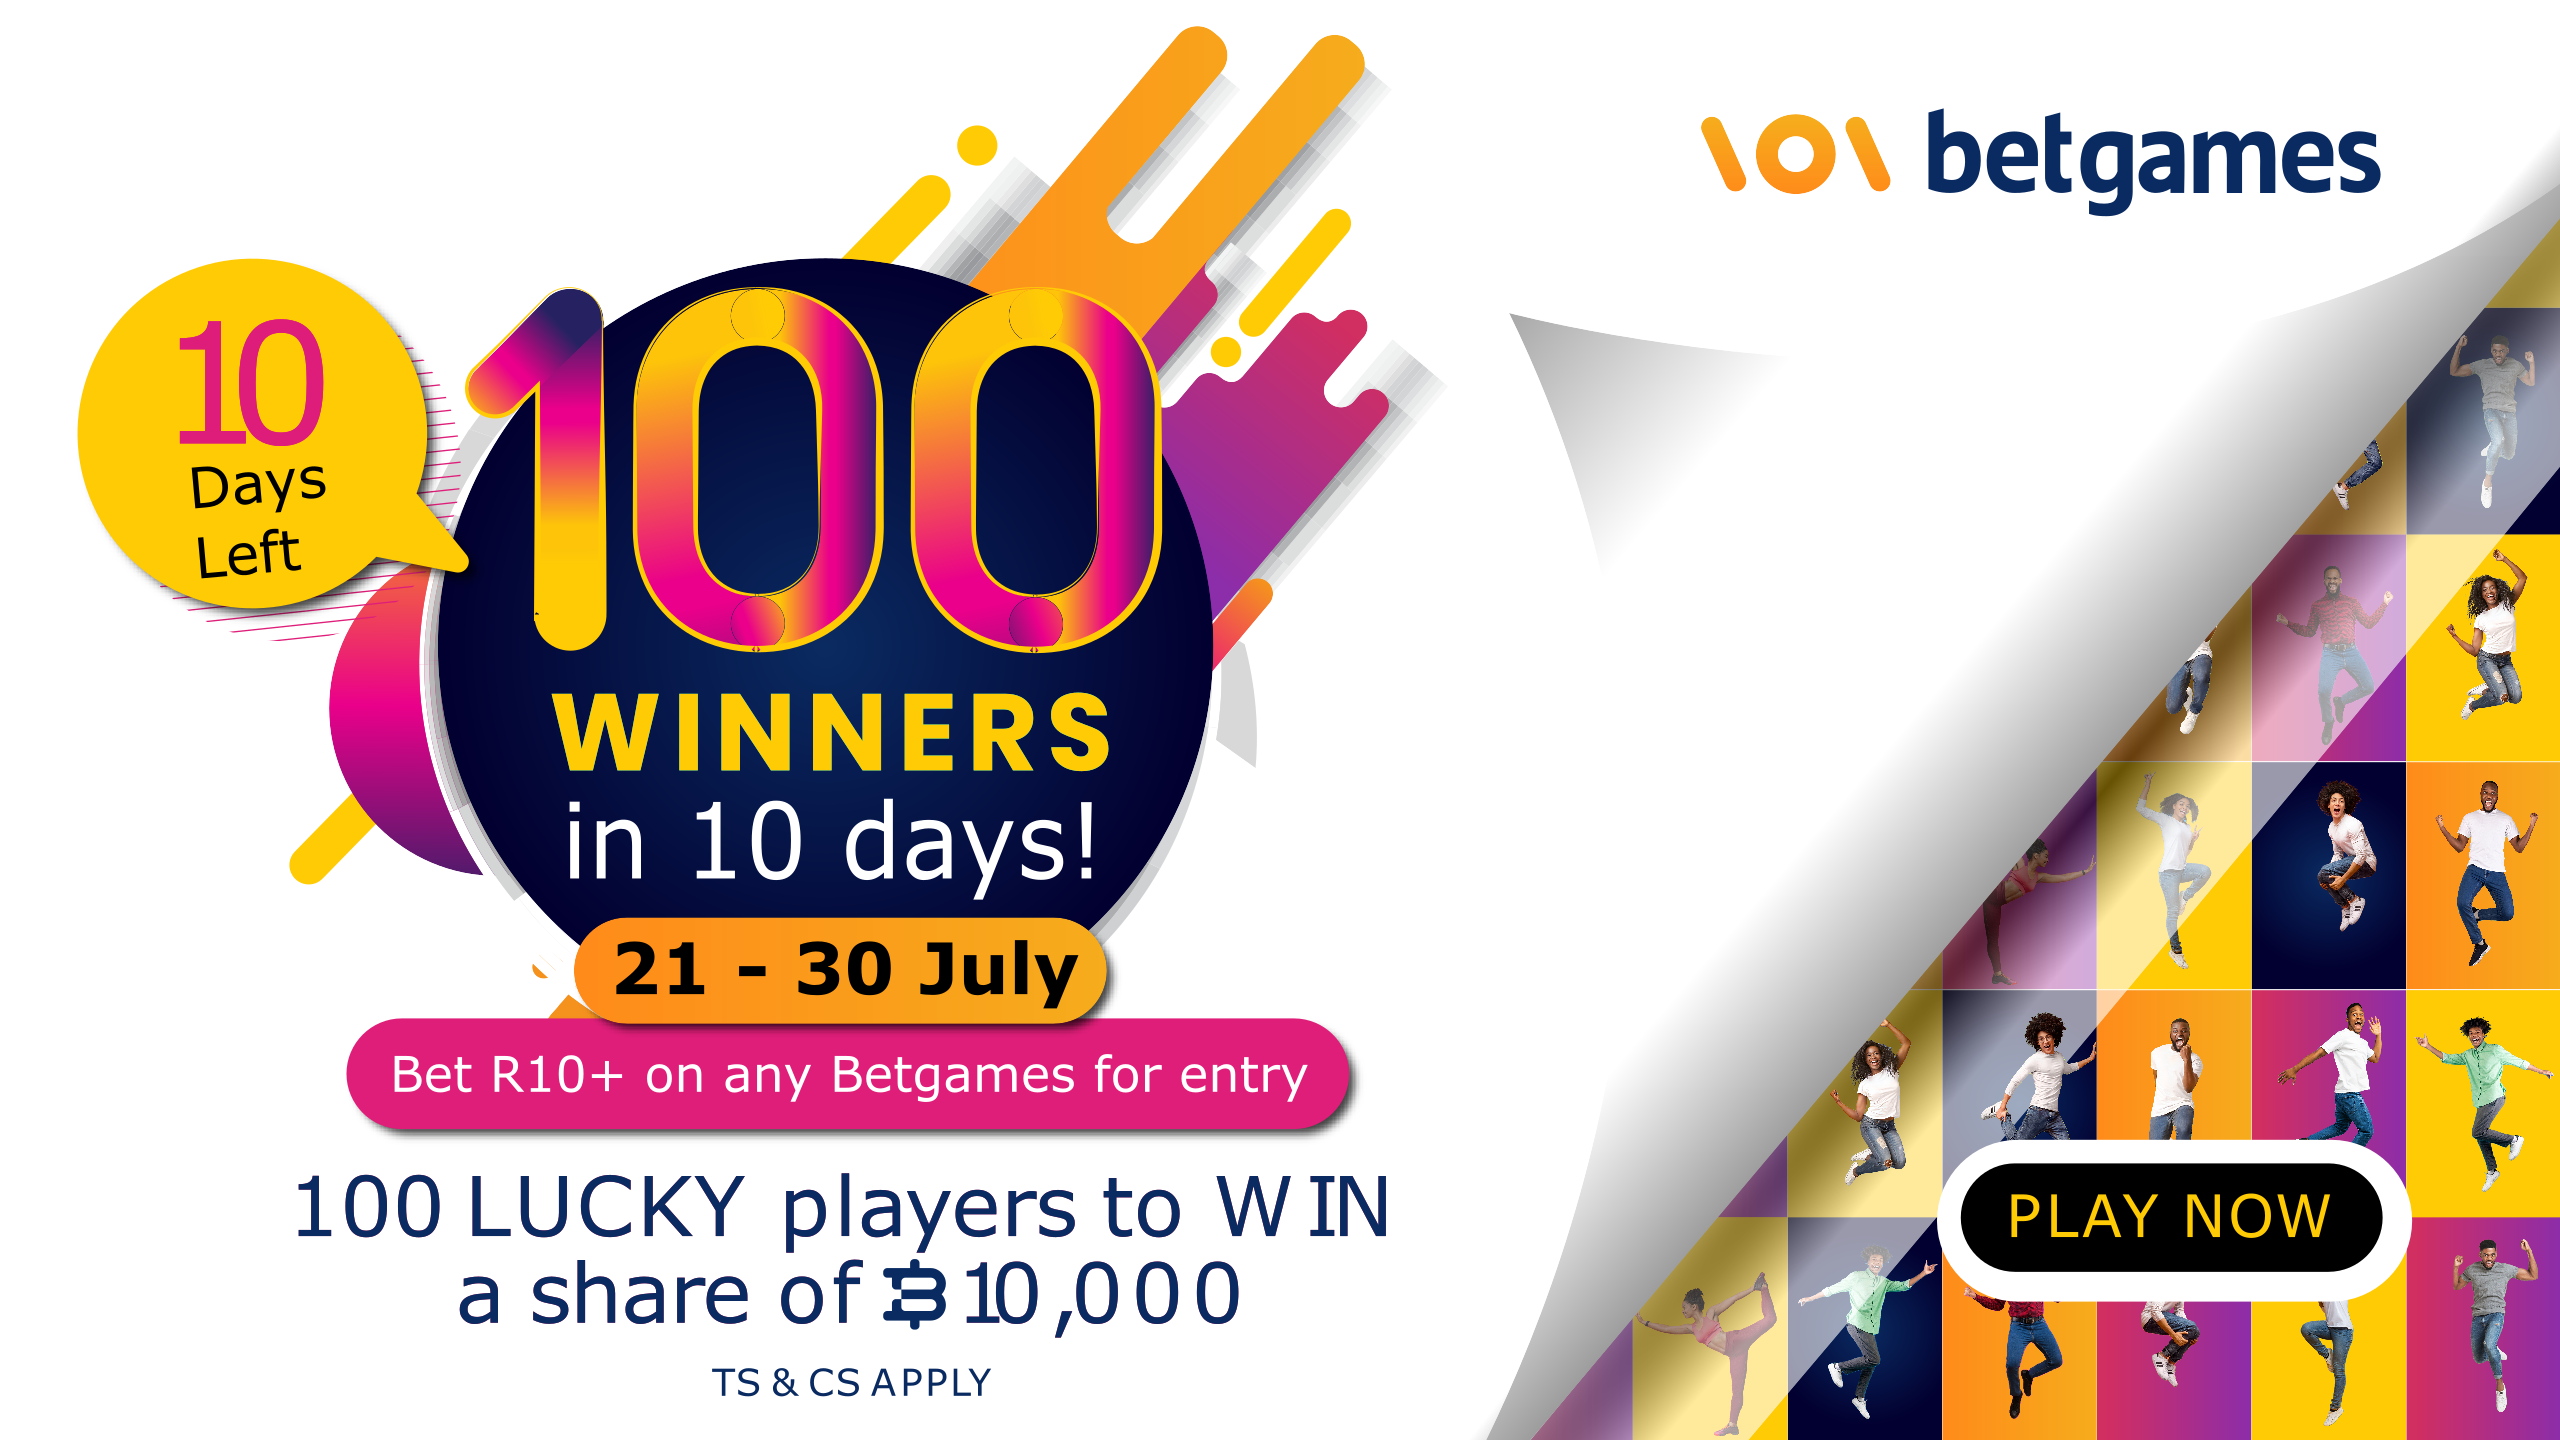 betgames
10
Days
Left
100
WINNERS
in 10 days!
21 - 30 July
Bet R10+ on any Betgames for entry
100 LUCKY players to WIN
a share of ₿10,000
TS & CS APPLY
PLAY NOW